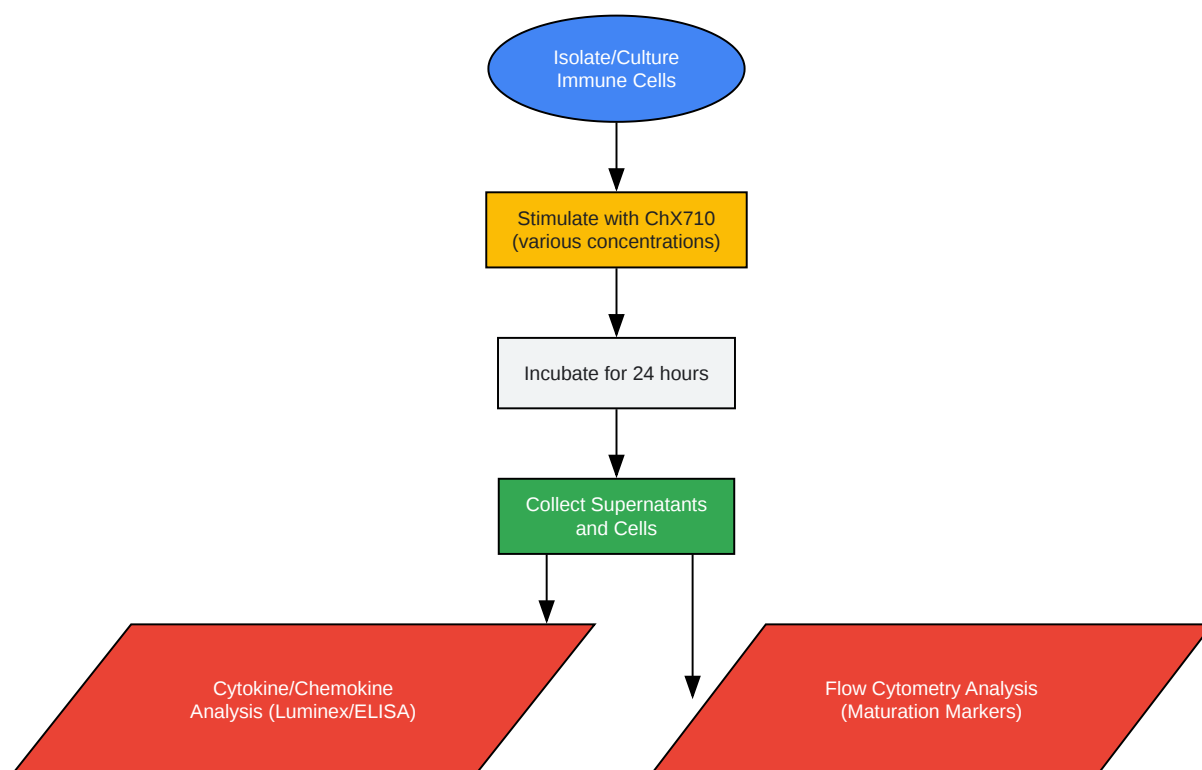 Isolate/Culture
Immune Cells
Stimulate with ChX710
(various concentrations)
Incubate for 24 hours
Collect Supernatants
and Cells
Cytokine/Chemokine
Analysis (Luminex/ELISA)
Flow Cytometry Analysis
(Maturation Markers)